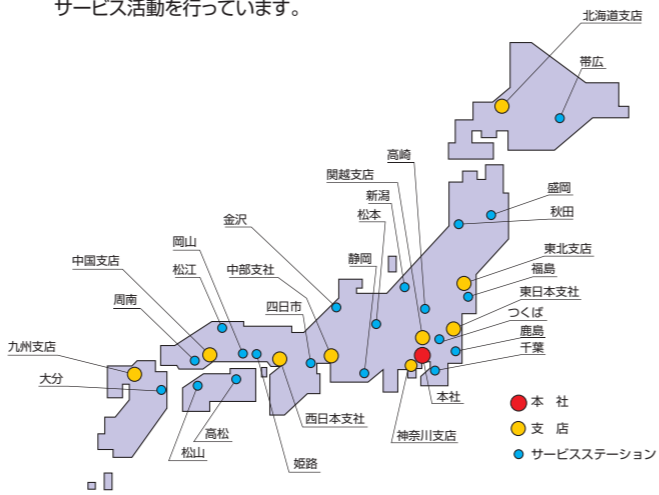 サービス活動を行っています。
北海道支店
帯広
高崎
関越支店
新潟
松本
金沢
静岡
盛岡
秋田
東北支店
福島
東日本支社
つくば
鹿島
千葉
岡山
中国支店
松江
中部支社
周南
四日市
九州支店
大分
本社
西日本支社
神奈川支店
高松
松山
姫路
本 社
支 店
サービスステーション